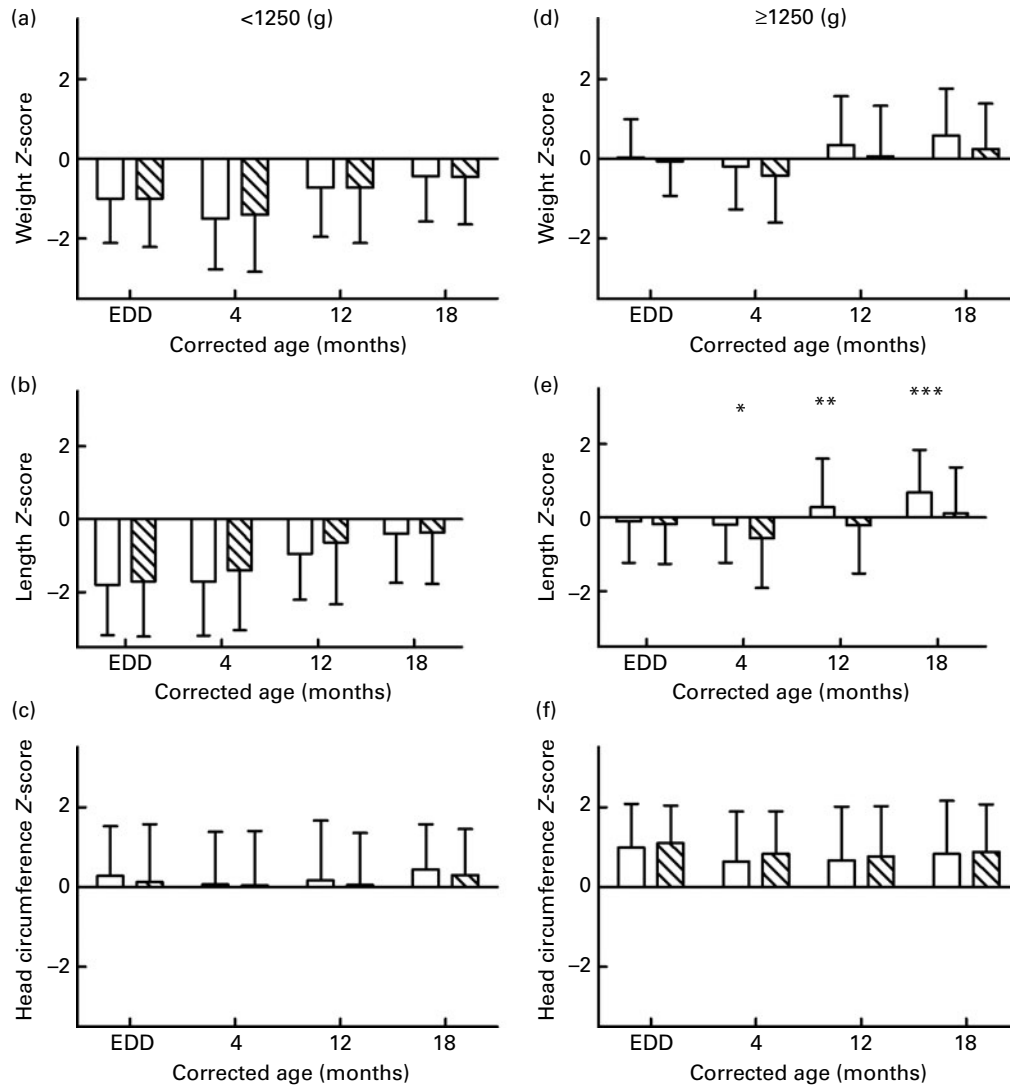 (a)
<1250 (g)
Weight Z-score
2
0
–2
EDD 4 12 18
Corrected age (months)
(d)
≥1250 (g)
Weight Z-score
2
0
–2
EDD 4 12 18
Corrected age (months)
(b)
Length Z-score
2
0
–2
EDD 4 12 18
Corrected age (months)
(e)
* ** ***
Length Z-score
2
0
–2
EDD 4 12 18
Corrected age (months)
(c)
Head circumference Z-score
2
0
–2
EDD 4 12 18
Corrected age (months)
(f)
Head circumference Z-score
2
0
–2
EDD 4 12 18
Corrected age (months)